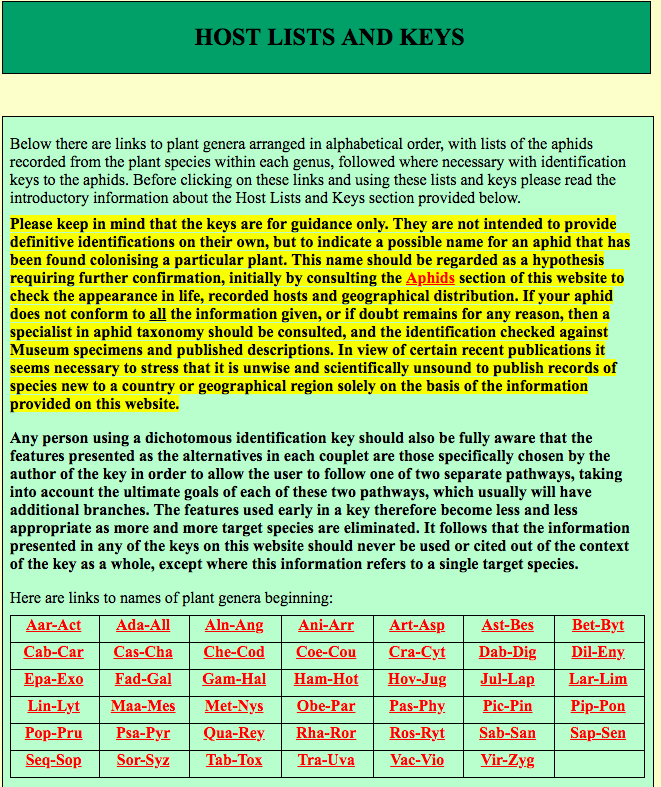 HOST LISTS AND KEYS
Below there are links to plant genera arranged in alphabetical order, with lists of the aphids
recorded from the plant species within each genus, followed where necessary with identification
keys to the aphids. Before clicking on these links and using these lists and keys please read the
introductory information about the Host Lists and Keys section provided below.
Please keep in mind that the keys are for guidance only. They are not intended to provide
definitive identifications on their own, but to indicate a possible name for an aphid that has
been found colonising a particular plant. This name should be regarded as a hypothesis
requiring further confirmation, initially by consulting the Aphids section of this website to
check the appearance in life, recorded hosts and geographical distribution. If your aphid
does not conform to all the information given, or if doubt remains for any reason, then a
specialist in aphid taxonomy should be consulted, and the identification checked against
Museum specimens and published descriptions. In view of certain recent publications it
seems necessary to stress that it is unwise and scientifically unsound to publish records of
species new to a country or geographical region solely on the basis of the information
provided on this website.
Any person using a dichotomous identification key should also be fully aware that the
features presented as the alternatives in each couplet are those specifically chosen by the
author of the key in order to allow the user to follow one of two separate pathways, taking
into account the ultimate goals of each of these two pathways, which usually will have
additional branches. The features used early in a key therefore become less and less
appropriate as more and more target species are eliminated. It follows that the information
presented in any of the keys on this website should never be used or cited out of the context
of the key as a whole, except where this information refers to a single target species.
Here are links to names of plant genera beginning:
Aar-Act Ada-All Aln-Ang Ani-Arr Art-Asp Ast-Bes Bet-Byt
Cab-Car Cas-Cha Che-Cod Coe-Cou Cra-Cyt Dab-Dig Dil-Eny
Epa-Exo Fad-Gal Gam-Hal Ham-Hot Hov-Jug Jul-Lap Lar-Lim
Lin-Lyt Maa-Mes Met-Nys Obe-Par Pas-Phy Pic-Pin Pip-Pon
Pop-Pru Psa-Pyr Qua-Rey Rha-Ror Ros-Ryt Sab-San Sap-Sen
Seq-Sop Sor-Syz Tab-Tox Tra-Uva Vac-Vio Vir-Zyg